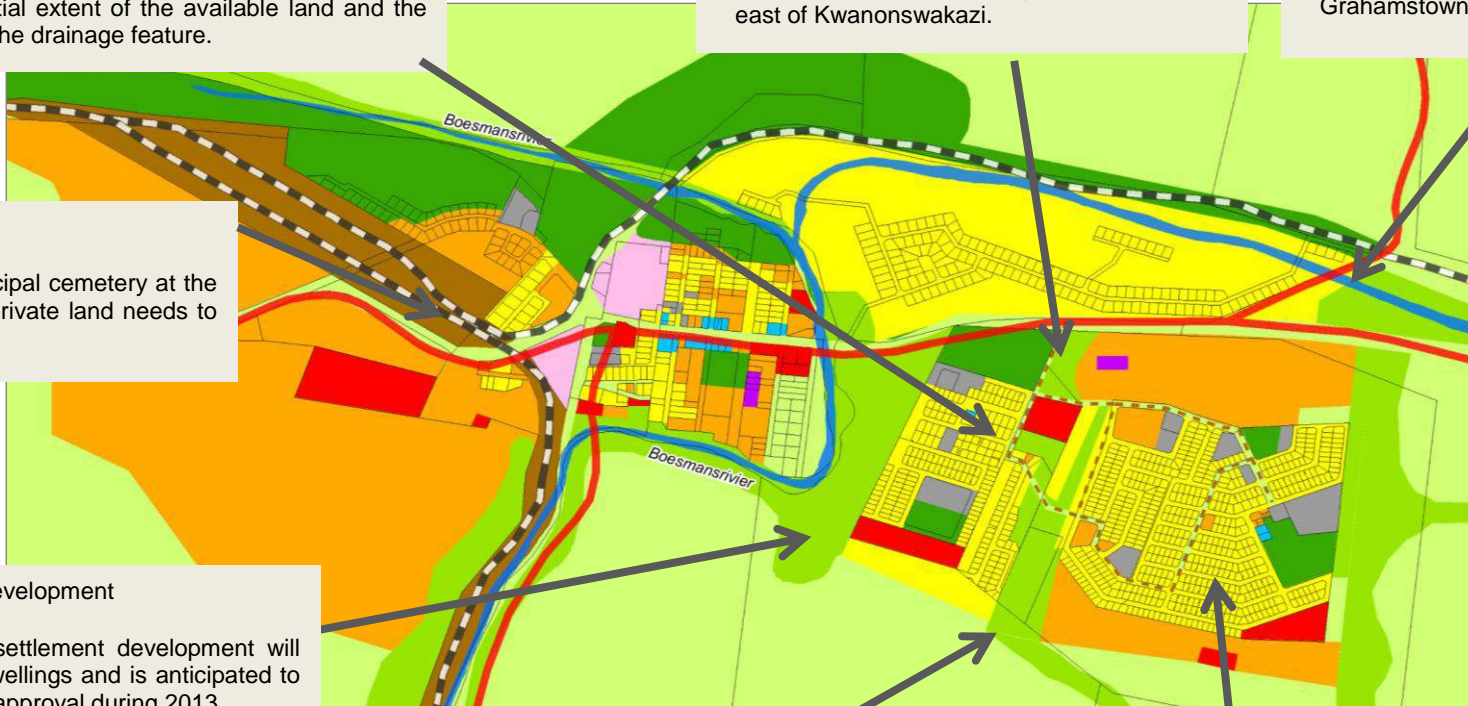 tial extent of the available land and the
he drainage feature.
east of Kwanonswakazi.
Grahamstown
Boesmansrivier
cipal cemetery at the
rivate land needs to
Boesmansrivier
evelopment
settlement development will
wellings and is anticipated to
approval during 2013